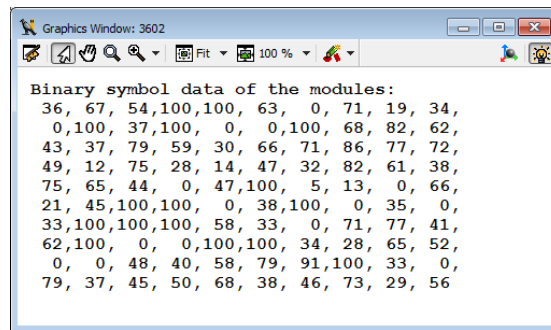 Graphics Window: 3602
Fit 100 %
Binary symbol data of the modules:
36, 67, 54,100,100, 63, 0, 71, 19, 34,
0,100, 37,100, 0, 0,100, 68, 82, 62,
43, 37, 79, 59, 30, 66, 71, 86, 77, 72,
49, 12, 75, 28, 14, 47, 32, 82, 61, 38,
75, 65, 44, 0, 47,100, 5, 13, 0, 66,
21, 45,100,100, 0, 38,100, 0, 35, 0,
33,100,100,100, 58, 33, 0, 71, 77, 41,
62,100, 0, 0,100,100, 34, 28, 65, 52,
0, 0, 48, 40, 58, 79, 91,100, 33, 0,
79, 37, 45, 50, 68, 38, 46, 73, 29, 56